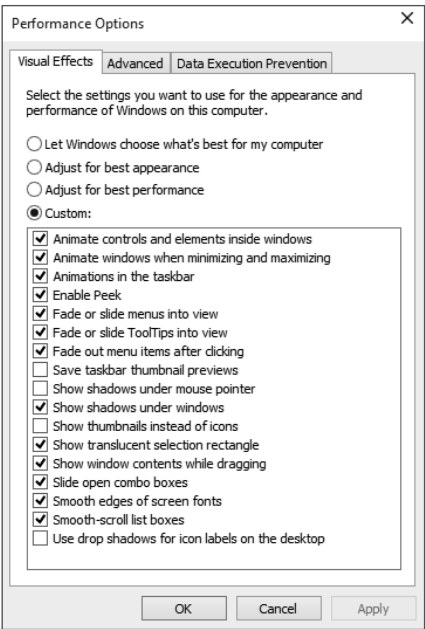 Performance Options
Visual Effects Advanced Data Execution Prevention
Select the settings you want to use for the appearance and
performance of Windows on this computer.
Let Windows choose what's best for my computer
Adjust for best appearance
Adjust for best performance
Custom:
Animate controls and elements inside windows
Animate windows when minimizing and maximizing
Animations in the taskbar
Enable Peek
Fade or slide menus into view
Fade or slide ToolTips into view
Fade out menu items after clicking
Save taskbar thumbnail previews
Show shadows under mouse pointer
Show shadows under windows
Show thumbnails instead of icons
Show translucent selection rectangle
Show window contents while dragging
Slide open combo boxes
Smooth edges of screen fonts
Smooth-scroll list boxes
Use drop shadows for icon labels on the desktop
OK Cancel Apply